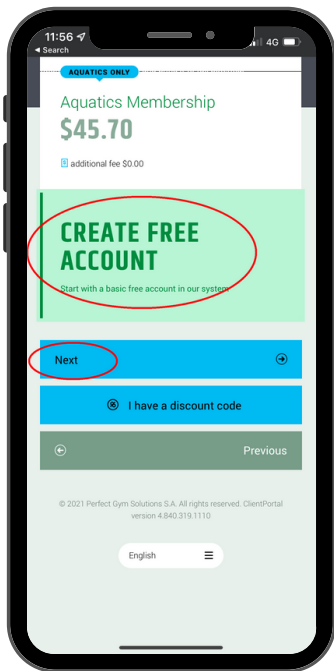 11:56
4G
Search
AQUATICS ONLY
Aquatics Membership
$45.70
additional fee $0.00
CREATE FREE
ACCOUNT
Start with a basic free account in our system
Next
I have a discount code
Previous
© 2021 Perfect Gym Solutions S.A. All rights reserved. ClientPortal
version 4.840.319.1110
English